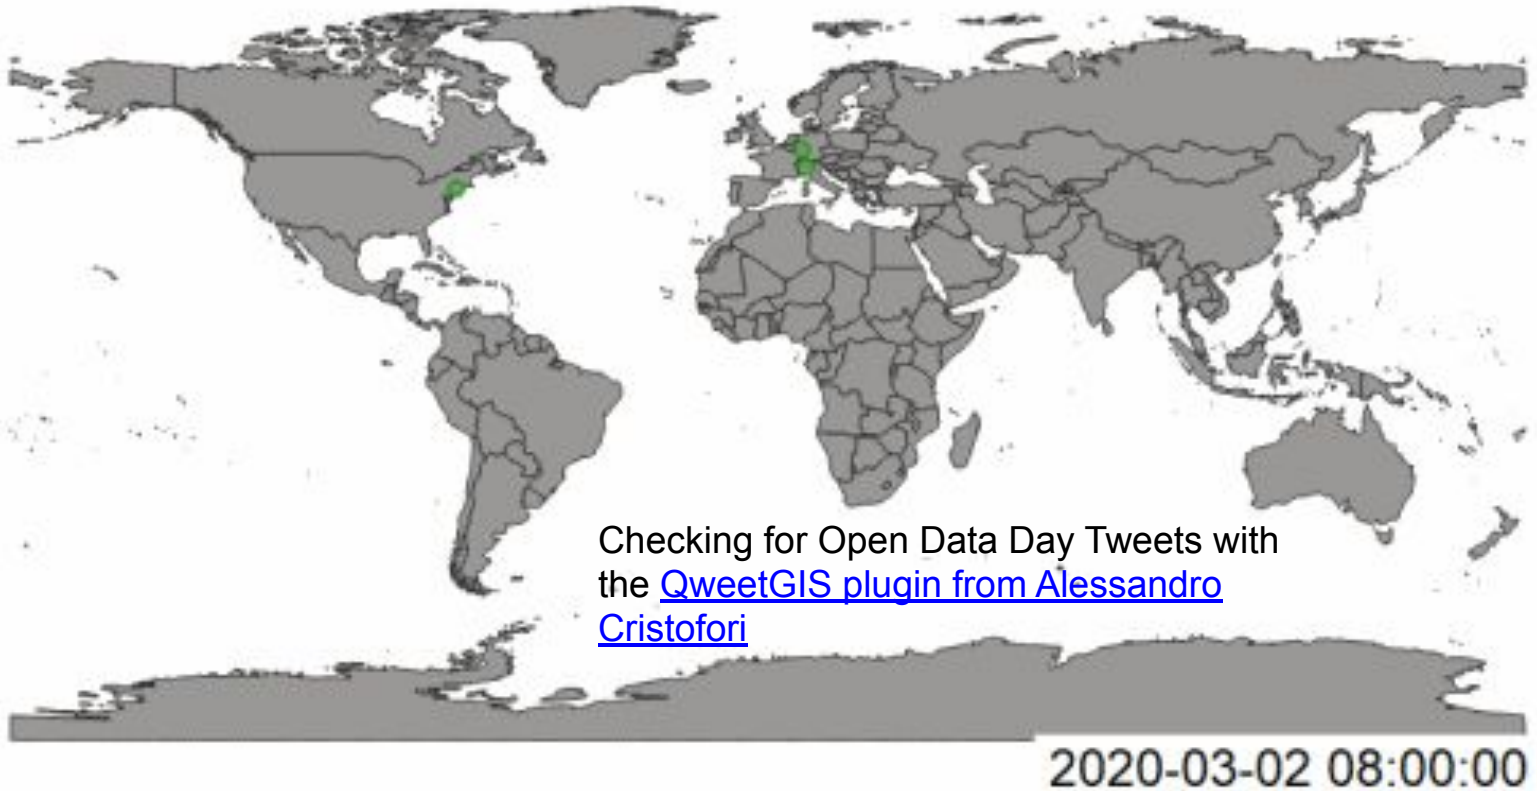 Checking for Open Data Day Tweets with
the QweetGIS plugin from Alessandro
Cristofori
2020-03-02 08:00:00